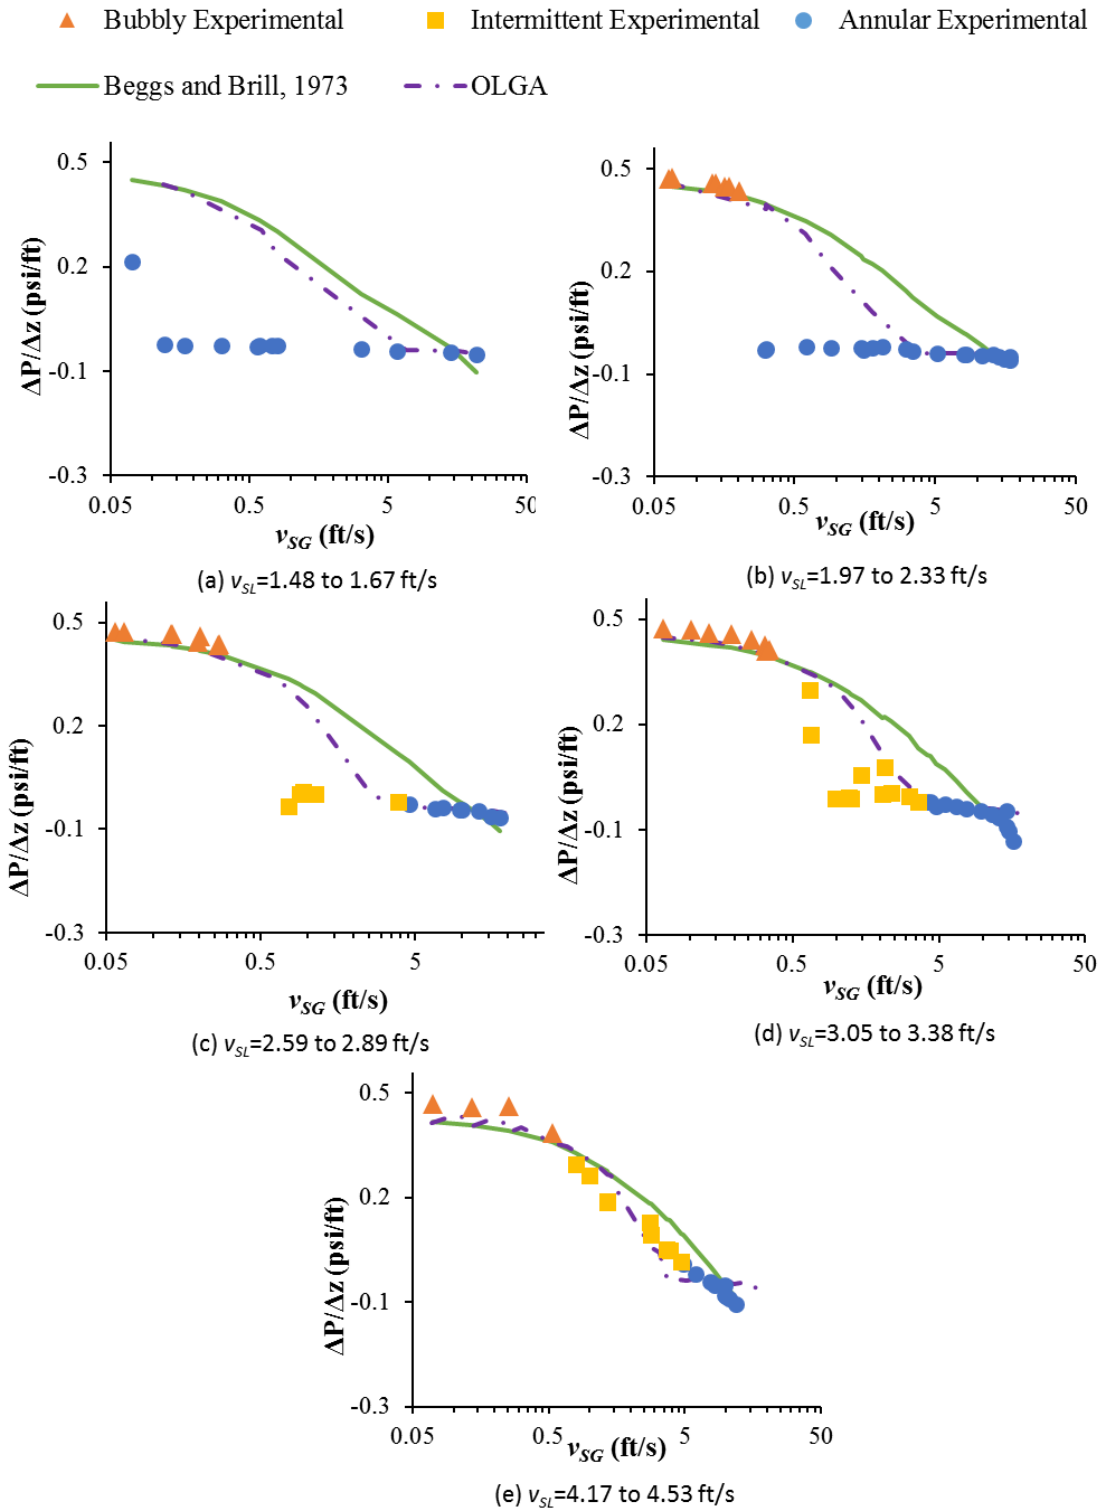 Bubbly Experimental Intermittent Experimental Annular Experimental
Beggs and Brill, 1973 OLGA
ΔP/Δz (psi/ft)
0.5
0.2
-0.1
-0.3
0.05 0.5 5 50
vSG (ft/s)
(a) vSL=1.48 to 1.67 ft/s
ΔP/Δz (psi/ft)
0.5
0.2
-0.1
-0.3
0.05 0.5 5 50
vSG (ft/s)
(b) vSL=1.97 to 2.33 ft/s
ΔP/Δz (psi/ft)
0.5
0.2
-0.1
-0.3
0.05 0.5 5
vSG (ft/s)
(c) vSL=2.59 to 2.89 ft/s
ΔP/Δz (psi/ft)
0.5
0.2
-0.1
-0.3
0.05 0.5 5 50
vSG (ft/s)
(d) vSL=3.05 to 3.38 ft/s
ΔP/Δz (psi/ft)
0.5
0.2
-0.1
-0.3
0.05 0.5 5 50
vSG (ft/s)
(e) vSL=4.17 to 4.53 ft/s